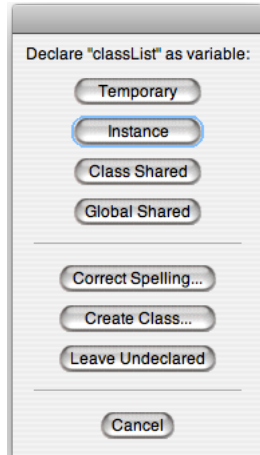 Declare "classList" as variable:
Temporary
Instance
Class Shared
Global Shared
Correct Spelling...
Create Class...
Leave Undeclared
Cancel